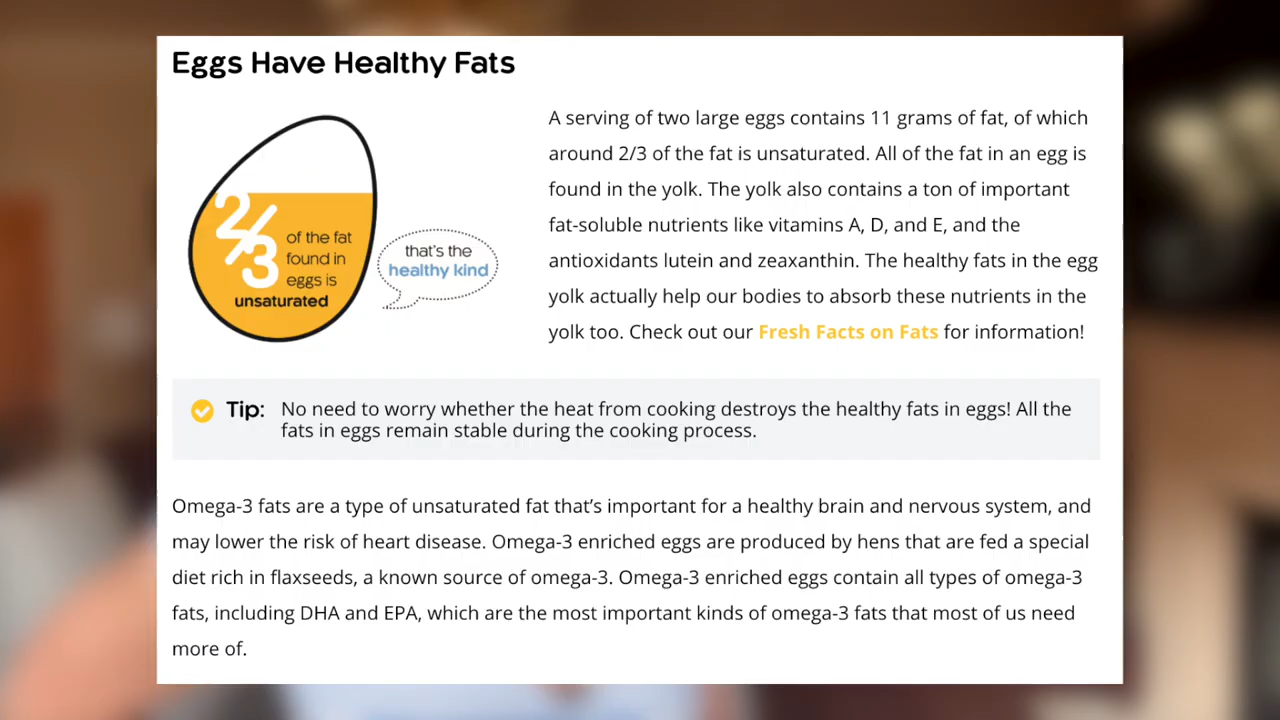 Eggs Have Healthy Fats
2/3
of the fat
found in
eggs is
unsaturated
that's the
healthy kind
A serving of two large eggs contains 11 grams of fat, of which
around 2/3 of the fat is unsaturated. All of the fat in an egg is
found in the yolk. The yolk also contains a ton of important
fat-soluble nutrients like vitamins A, D, and E, and the
antioxidants lutein and zeaxanthin. The healthy fats in the egg
yolk actually help our bodies to absorb these nutrients in the
yolk too. Check out our Fresh Facts on Fats for information!
Tip: No need to worry whether the heat from cooking destroys the healthy fats in eggs! All the
fats in eggs remain stable during the cooking process.
Omega-3 fats are a type of unsaturated fat that’s important for a healthy brain and nervous system, and
may lower the risk of heart disease. Omega-3 enriched eggs are produced by hens that are fed a special
diet rich in flaxseeds, a known source of omega-3. Omega-3 enriched eggs contain all types of omega-3
fats, including DHA and EPA, which are the most important kinds of omega-3 fats that most of us need
more of.